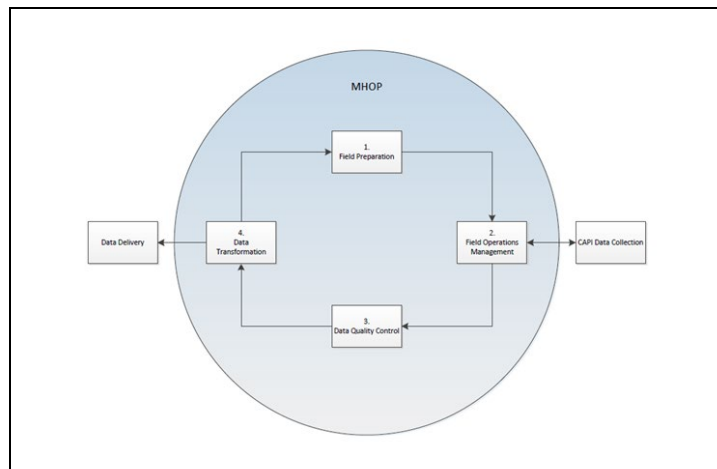 MHOP
1.
Field Preparation
4.
Data
Transformation
2.
Field Operations
Management
Data Delivery
CAPI Data Collection
3.
Data Quality Control